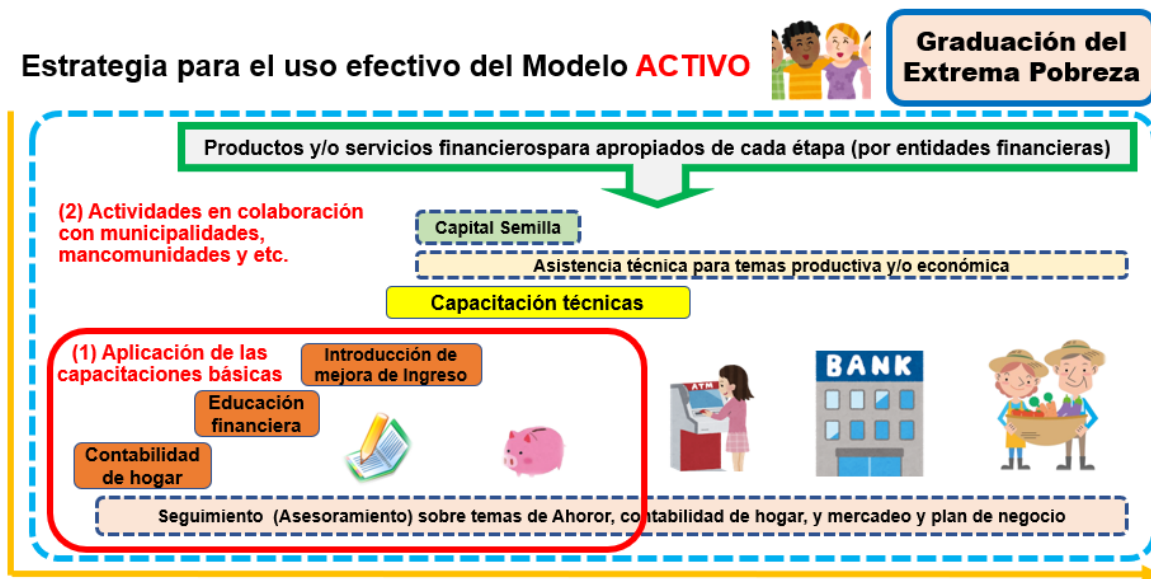 Estrategia para el uso efectivo del Modelo ACTIVO
Graduación del
Extrema Pobreza
Productos y/o servicios financierospara apropiados de cada étapa (por entidades financieras)
(2) Actividades en colaboración
con municipalidades,
mancomunidades y etc.
Capital Semilla
Asistencia técnica para temas productiva y/o económica
Capacitación técnicas
(1) Aplicación de las
capacitaciones básicas
Introducción de
mejora de Ingreso
Educación
financiera
Contabilidad
de hogar
ATM
BANK
Seguimiento (Asesoramiento) sobre temas de Ahoror, contabilidad de hogar, y mercadeo y plan de negocio